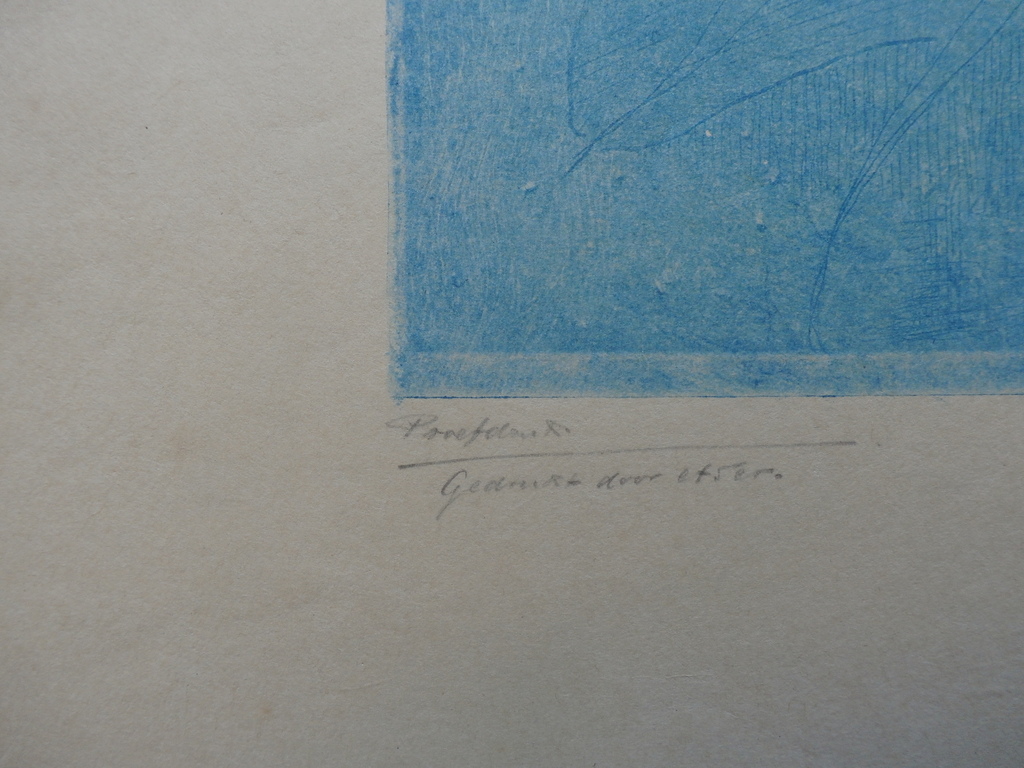 Proefdruk.
Gedrukt door etser.